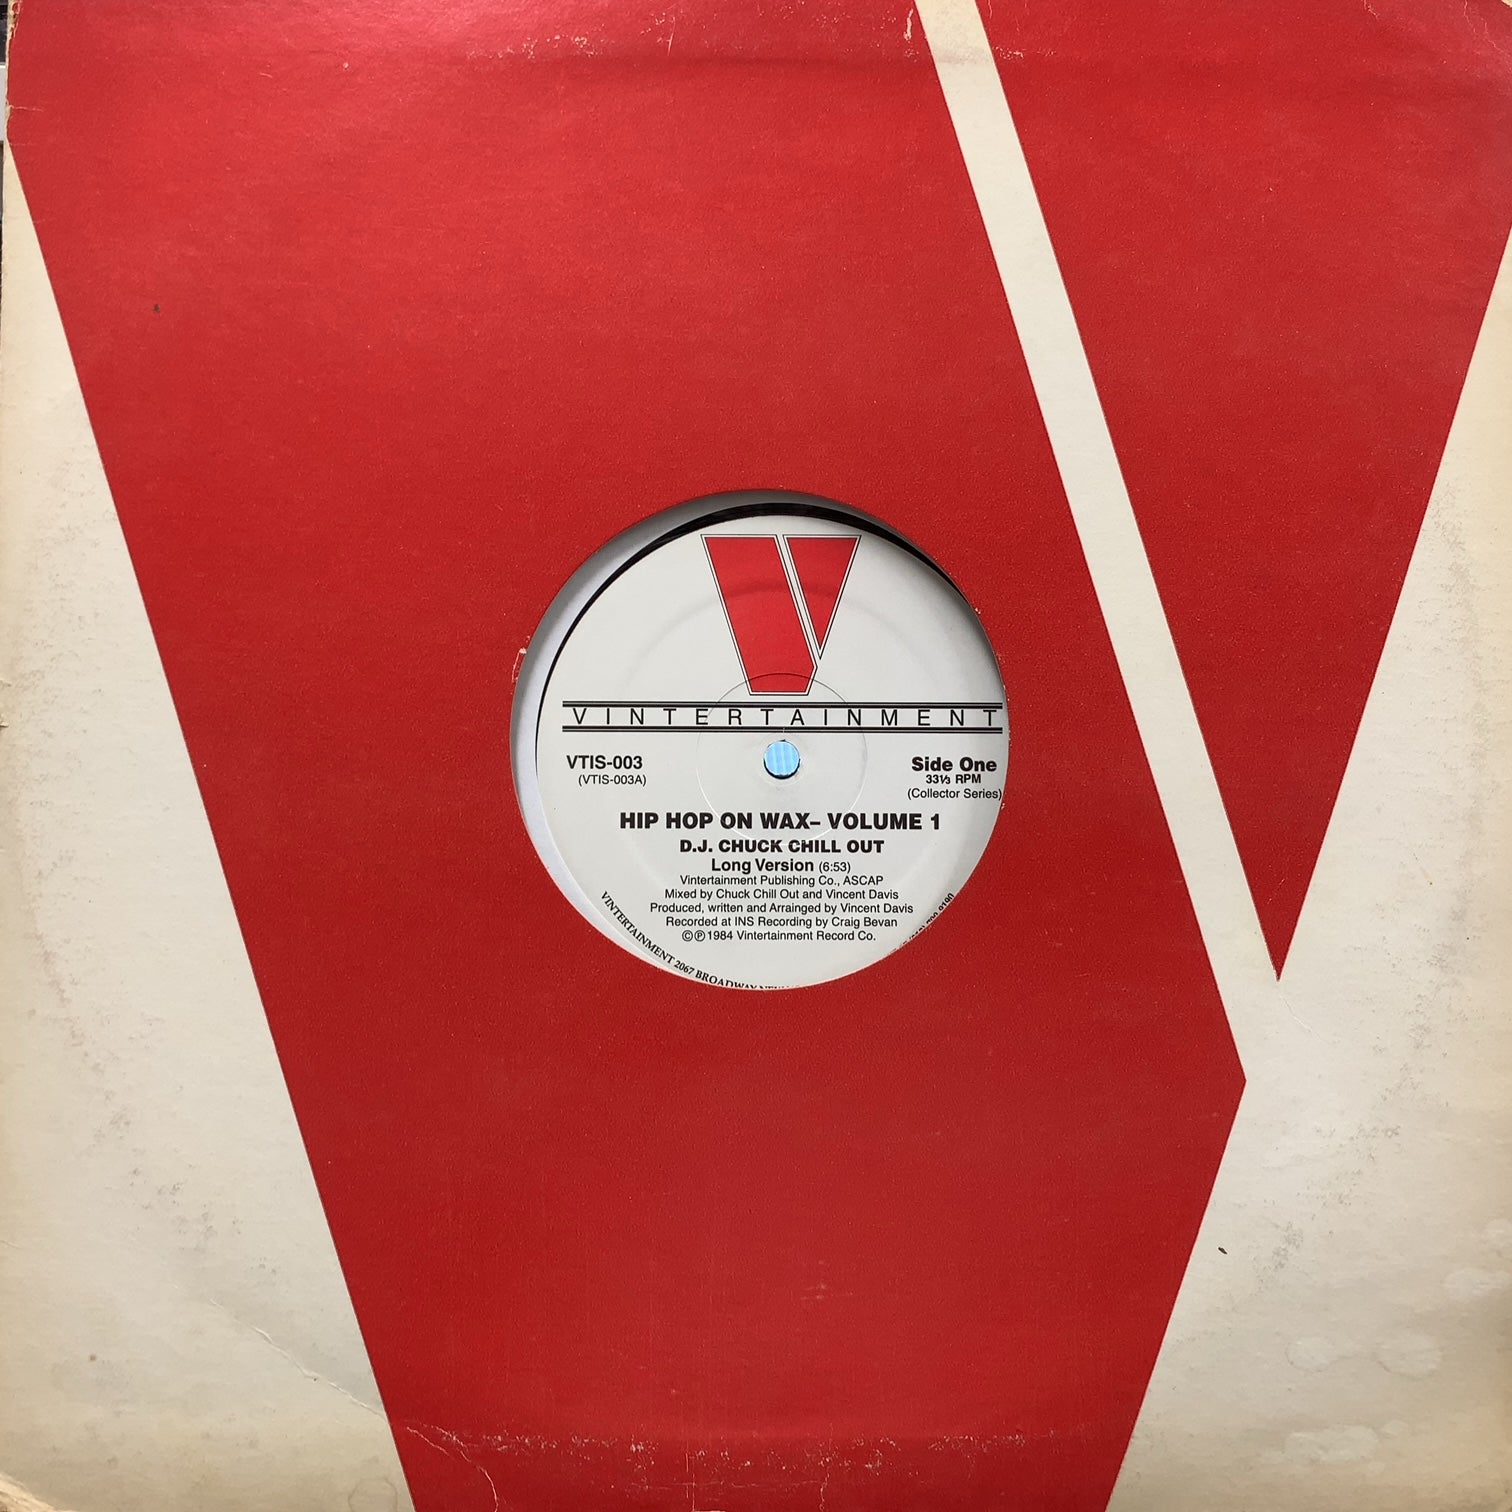 VINTERTAINMENT
VTIS-003
(VTIS-003A)
Side One
33⅓ RPM
(Collector Series)
HIP HOP ON WAX– VOLUME 1
D.J. CHUCK CHILL OUT
Long Version (6:53)
Vintertainment Publishing Co., ASCAP
Mixed by Chuck Chill Out and Vincent Davis
Produced, written and Arrainged by Vincent Davis
Recorded at INS Recording by Craig Bevan
©℗ 1984 Vintertainment Record Co.
VINTERTAINMENT 2067 BROADWAY